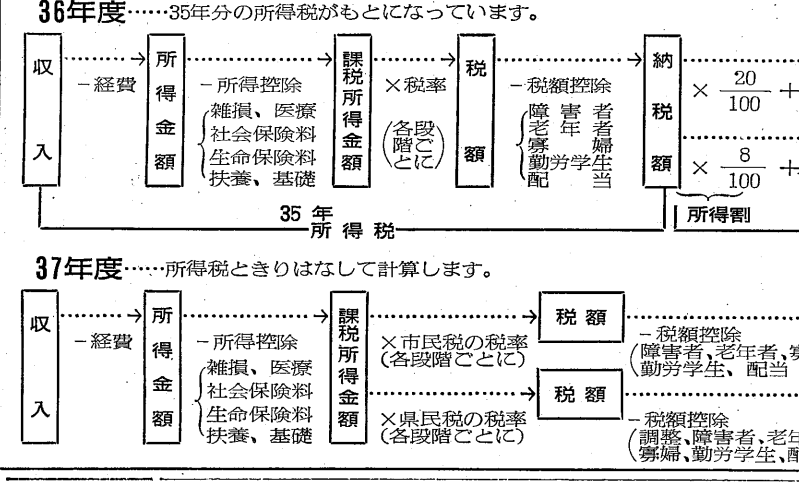 36年度……35年分の所得税がもとになっています。
収入
－経費
所得金額
－所得控除
雑損、医療
社会保険料
生命保険料
扶養、基礎
課税所得金額
×税率
(各段
階ご
とに)
税額
－税額控除
障害者
老年者
寡婦
勤労学生
配当
納税額
× 20/100 ＋
× 8/100 ＋
所得割
35年
所得税
37年度……所得税ときりはなして計算します。
収入
－経費
所得金額
－所得控除
雑損、医療
社会保険料
生命保険料
扶養、基礎
課税所得金額
×市民税の税率
(各段階ごとに)
税額
－税額控除
(障害者、老年者、寡
勤労学生、配当
×県民税の税率
(各段階ごとに)
税額
－税額控除
(調整、障害者、老年
寡婦、勤労学生、配